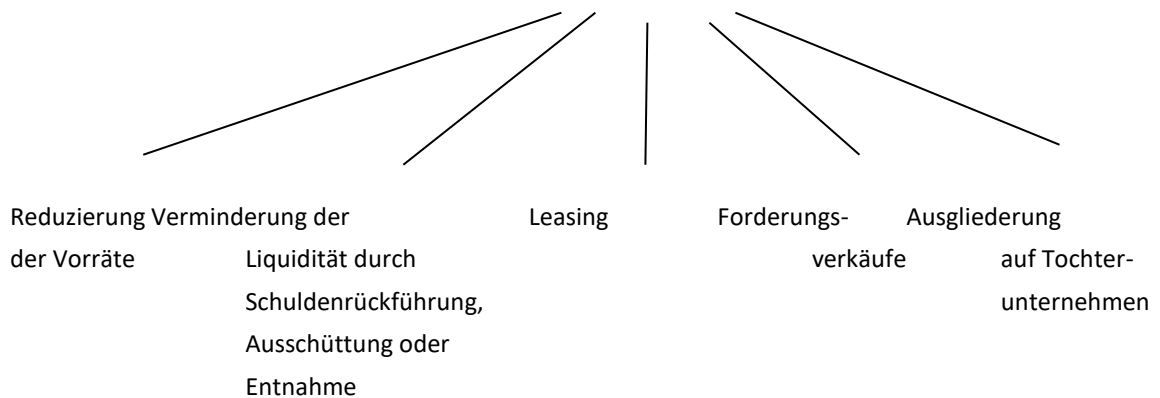 Reduzierung Verminderung der Leasing Forderungs- Ausgliederung
der Vorräte Liquidität durch verkäufe auf Tochter-
Schuldenrückführung, unternehmen
Ausschüttung oder
Entnahme